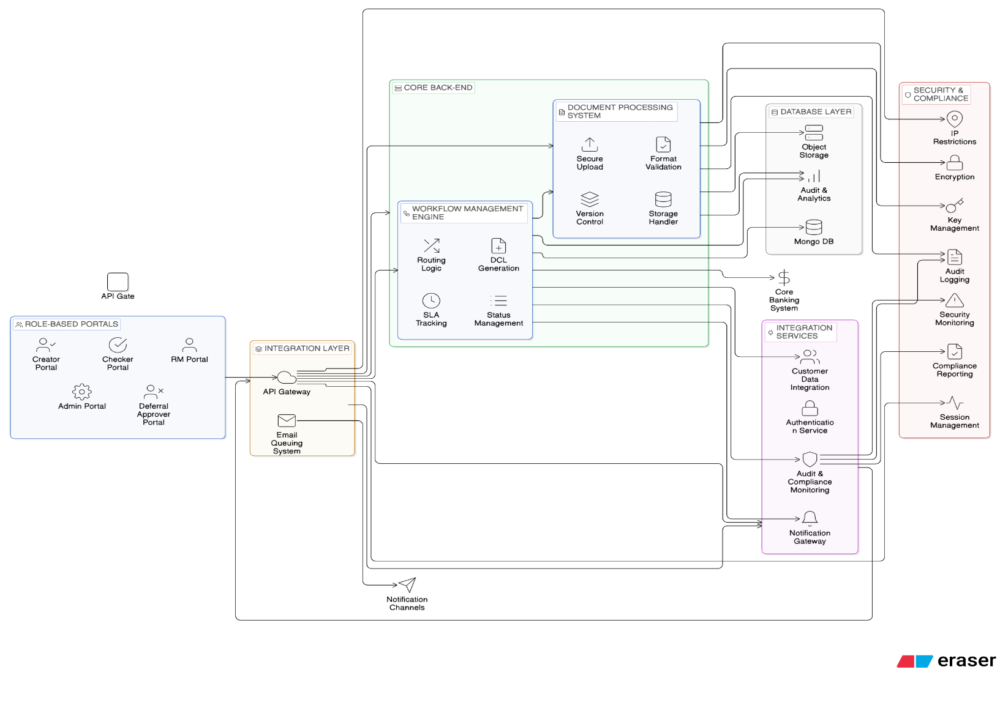 CORE BACK-END
DOCUMENT PROCESSING
SYSTEM
Secure
Upload
Format
Validation
Version
Control
Storage
Handler
WORKFLOW MANAGEMENT
ENGINE
Routing
Logic
DCL
Generation
SLA
Tracking
Status
Management
DATABASE LAYER
Object
Storage
Audit &
Analytics
Mongo DB
Core
Banking
System
SECURITY &
COMPLIANCE
IP
Restrictions
Encryption
Key
Management
Audit
Logging
Security
Monitoring
Compliance
Reporting
Session
Management
API Gate
ROLE-BASED PORTALS
Creator
Portal
Checker
Portal
RM Portal
Admin Portal
Deferral
Approver
Portal
INTEGRATION LAYER
API Gateway
Email
Queuing
System
INTEGRATION
SERVICES
Customer
Data
Integration
Authenticatio
n Service
Audit &
Compliance
Monitoring
Notification
Gateway
Notification
Channels
eraser